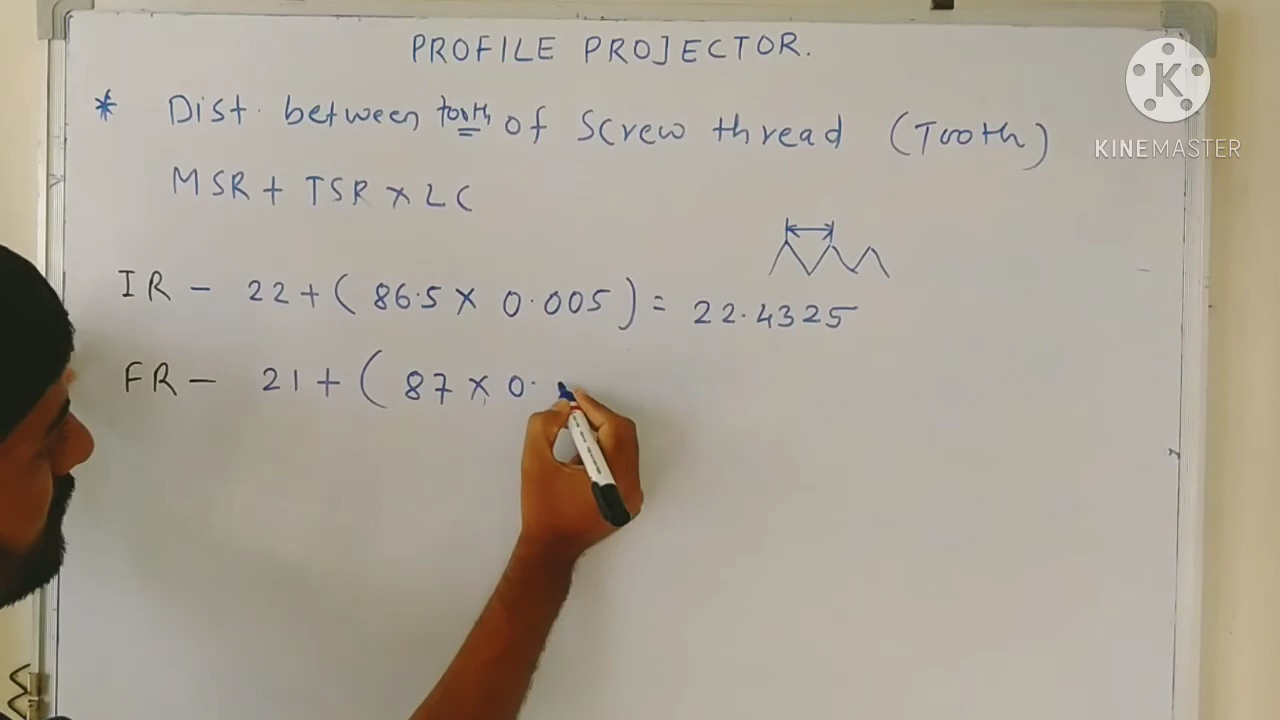 PROFILE PROJECTOR.
* Dist. between tooth of Screw thread (Tooth)
MSR + TSR × LC
IR - 22 + ( 86.5 × 0.005 ) = 22.4325
FR - 21 + ( 87 × 0.
K
KINEMASTER